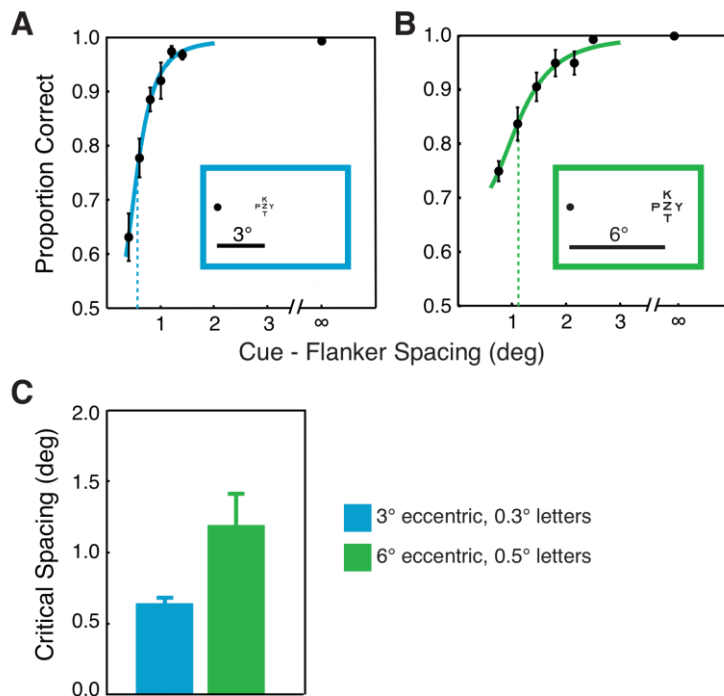 A
B
Proportion Correct
1.0
0.9
0.8
0.7
0.6
0.5
1
2
3
∞
K
P Z Y
T
3°
1.0
0.9
0.8
0.7
0.6
0.5
1
2
3
∞
K
P Z Y
T
6°
Cue - Flanker Spacing (deg)
C
Critical Spacing (deg)
2.0
1.5
1.0
0.5
0.0
3° eccentric, 0.3° letters
6° eccentric, 0.5° letters